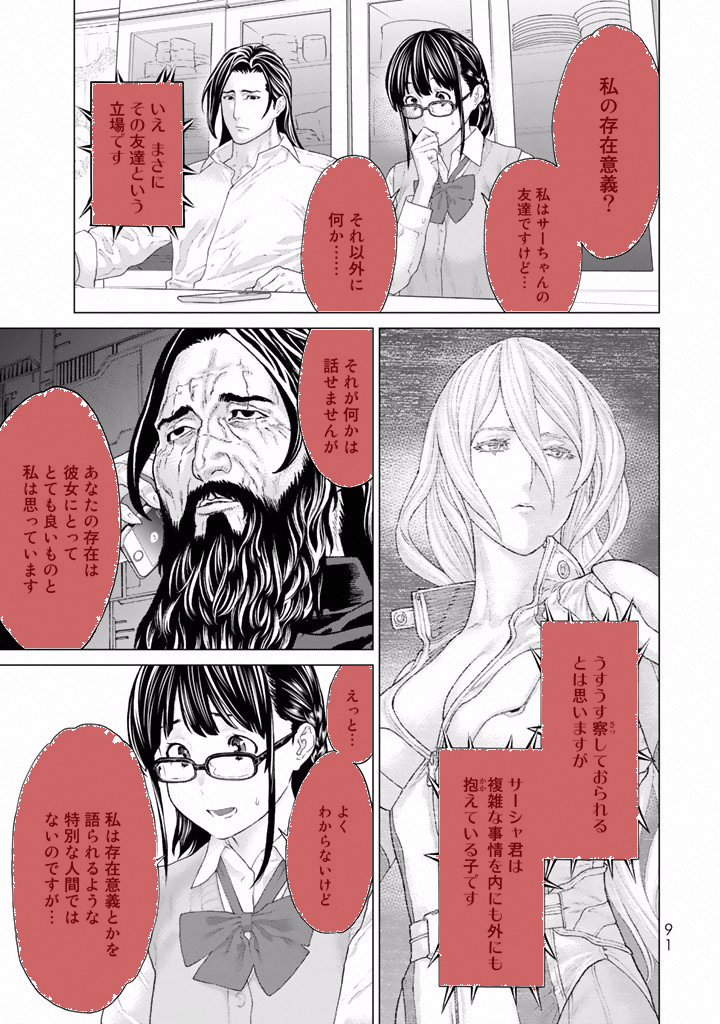 私の存在意義?
私はサーちゃんの
友達ですけど…
それ以外に
何か……
いえ まさに
その友達という
立場です
うすうす察しておられる
さっ
とは思いますが
サーシャ君は
複雑な事情を内にも外にも
抱えている子です
かか
それが何かは
話せませんが
あなたの存在は
彼女にとって
とても良いものと
私は思っています
えっと…
よく
わからないけど
私は存在意義とかを
語られるような
特別な人間では
ないのですが…
91